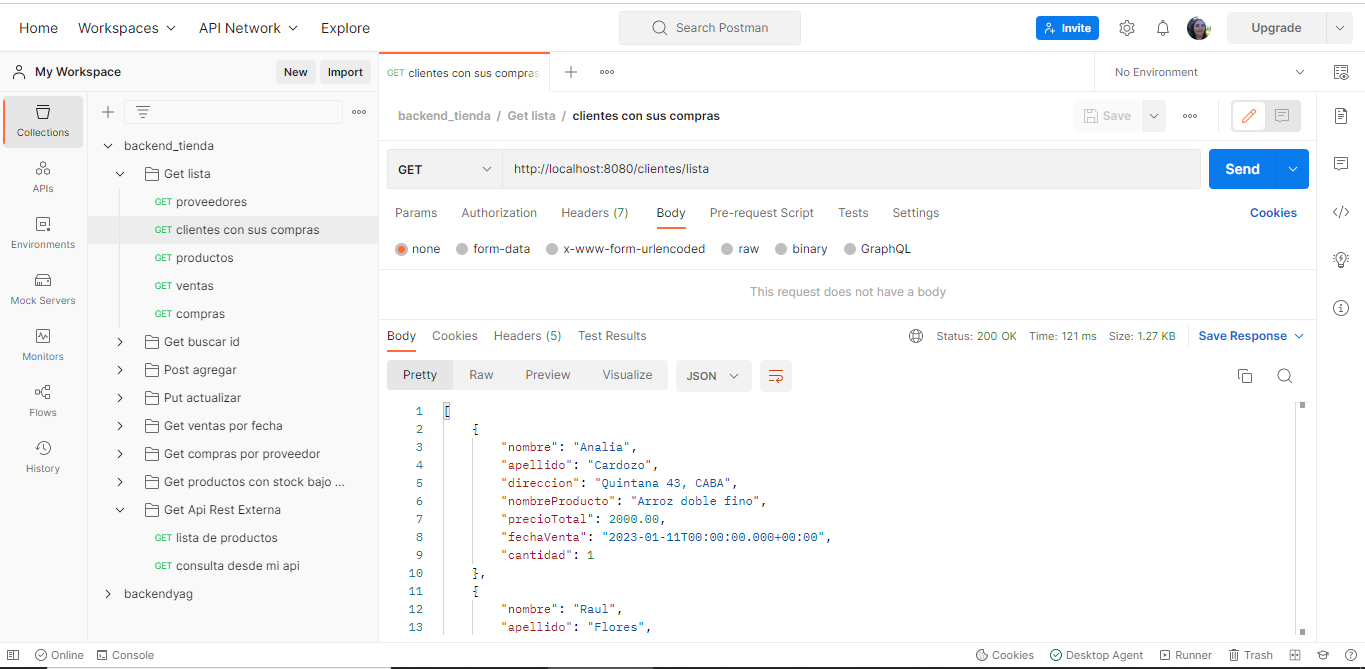 Home Workspaces API Network Explore Search Postman Invite Upgrade
My Workspace New Import GET clientes con sus compras No Environment
Collections
APIs
Environments
Mock Servers
Monitors
Flows
History
backend_tienda
Get lista
GET proveedores
GET clientes con sus compras
GET productos
GET ventas
GET compras
Get buscar id
Post agregar
Put actualizar
Get ventas por fecha
Get compras por proveedor
Get productos con stock bajo ...
Get Api Rest Externa
GET lista de productos
GET consulta desde mi api
backendyag
backend_tienda / Get lista / clientes con sus compras Save
GET http://localhost:8080/clientes/lista Send
Params Authorization Headers (7) Body Pre-request Script Tests Settings Cookies
none form-data x-www-form-urlencoded raw binary GraphQL
This request does not have a body
Body Cookies Headers (5) Test Results Status: 200 OK Time: 121 ms Size: 1.27 KB Save Response
Pretty Raw Preview Visualize JSON
1 [
2 {
3 "nombre": "Analia",
4 "apellido": "Cardozo",
5 "direccion": "Quintana 43, CABA",
6 "nombreProducto": "Arroz doble fino",
7 "precioTotal": 2000.00,
8 "fechaVenta": "2023-01-11T00:00:00.000+00:00",
9 "cantidad": 1
10 },
11 {
12 "nombre": "Raul",
13 "apellido": "Flores",
Online Console Cookies Desktop Agent Runner Trash